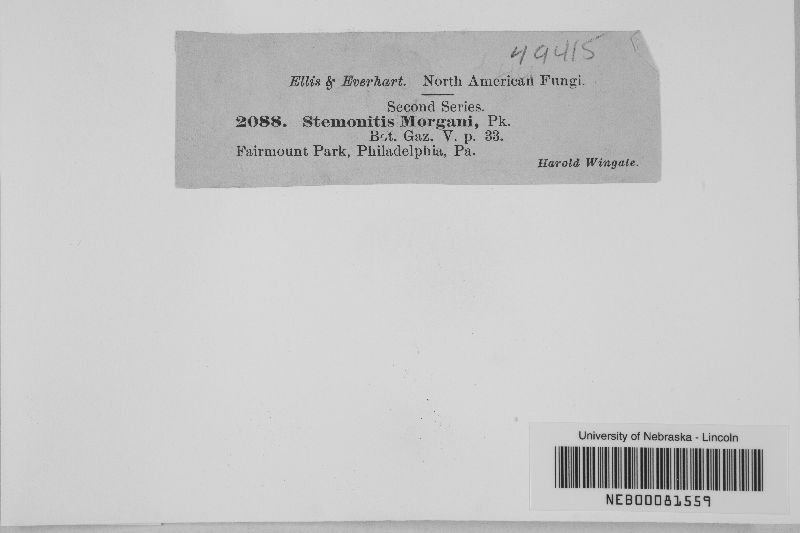 49415
Ellis & Everhart. North American Fungi.
Second Series.
2088. Stemonitis Morgani, Pk.
Bot. Gaz. V. p. 33.
Fairmount Park, Philadelphia, Pa.
Harold Wingate.
University of Nebraska - Lincoln
NEB00081559